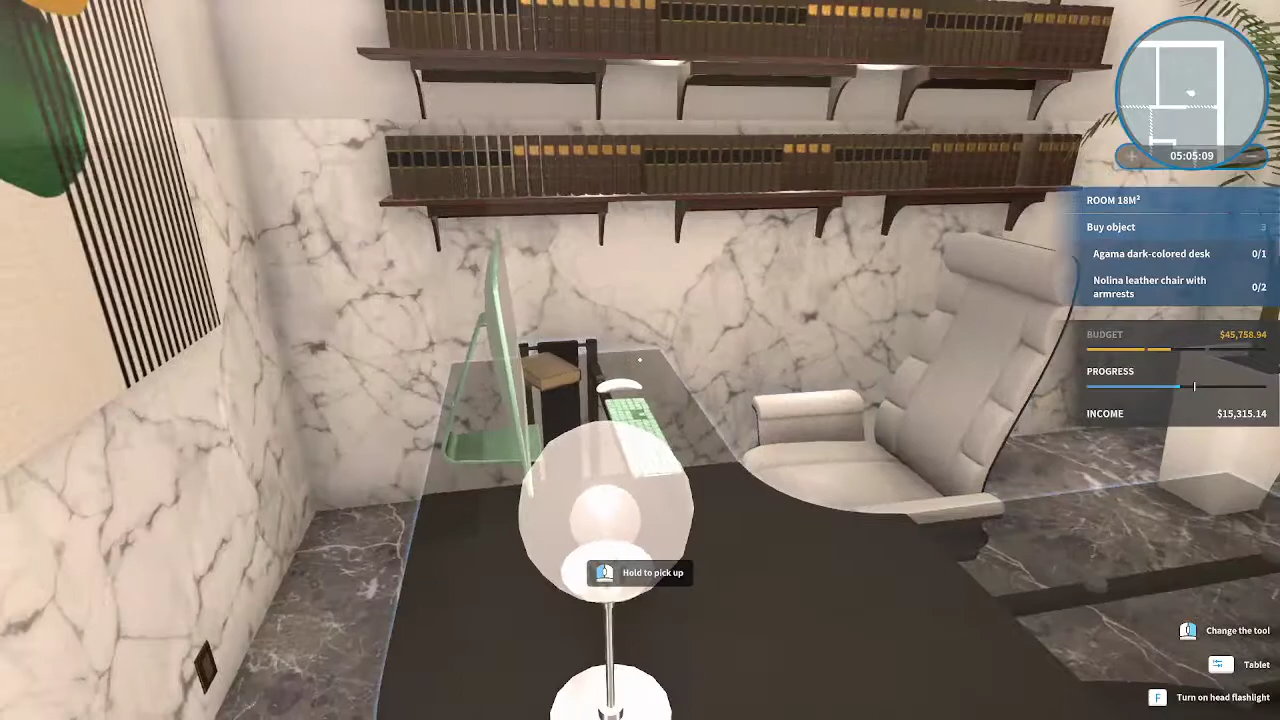 05:05:09
ROOM 18M²
Buy object 3
Agama dark-colored desk 0/1
Nolina leather chair with
armrests 0/2
BUDGET $45,758.94
PROGRESS
INCOME $15,315.14
Hold to pick up
Change the tool
Tablet
F Turn on head flashlight